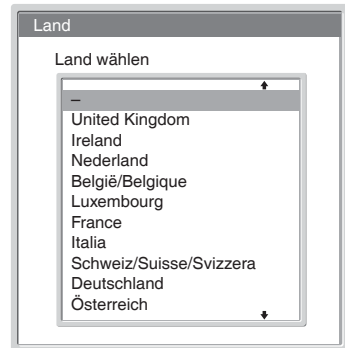 Land
Land wählen
–
United Kingdom
Ireland
Nederland
België/Belgique
Luxembourg
France
Italia
Schweiz/Suisse/Svizzera
Deutschland
Österreich